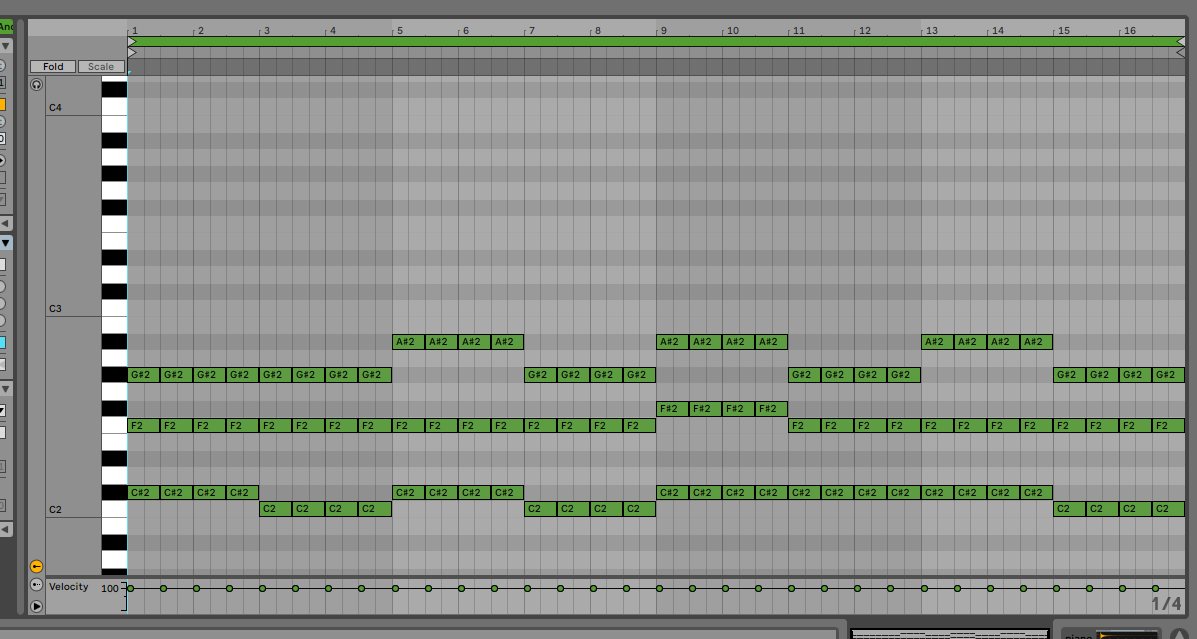 And
1 2 3 4 5 6 7 8 9 10 11 12 13 14 15 16
Fold Scale
C4
C3
A#2 A#2 A#2 A#2 A#2 A#2 A#2 A#2 A#2 A#2 A#2 A#2
G#2 G#2 G#2 G#2 G#2 G#2 G#2 G#2 G#2 G#2 G#2 G#2 G#2 G#2 G#2 G#2 G#2 G#2 G#2 G#2
F#2 F#2 F#2 F#2
F2 F2 F2 F2 F2 F2 F2 F2 F2 F2 F2 F2 F2 F2 F2 F2 F2 F2 F2 F2 F2 F2 F2 F2 F2 F2 F2 F2
C#2 C#2 C#2 C#2 C#2 C#2 C#2 C#2 C#2 C#2 C#2 C#2 C#2 C#2 C#2 C#2 C#2 C#2 C#2 C#2
C2 C2 C2 C2 C2 C2 C2 C2 C2 C2 C2 C2 C2
Velocity 100
1/4
piano